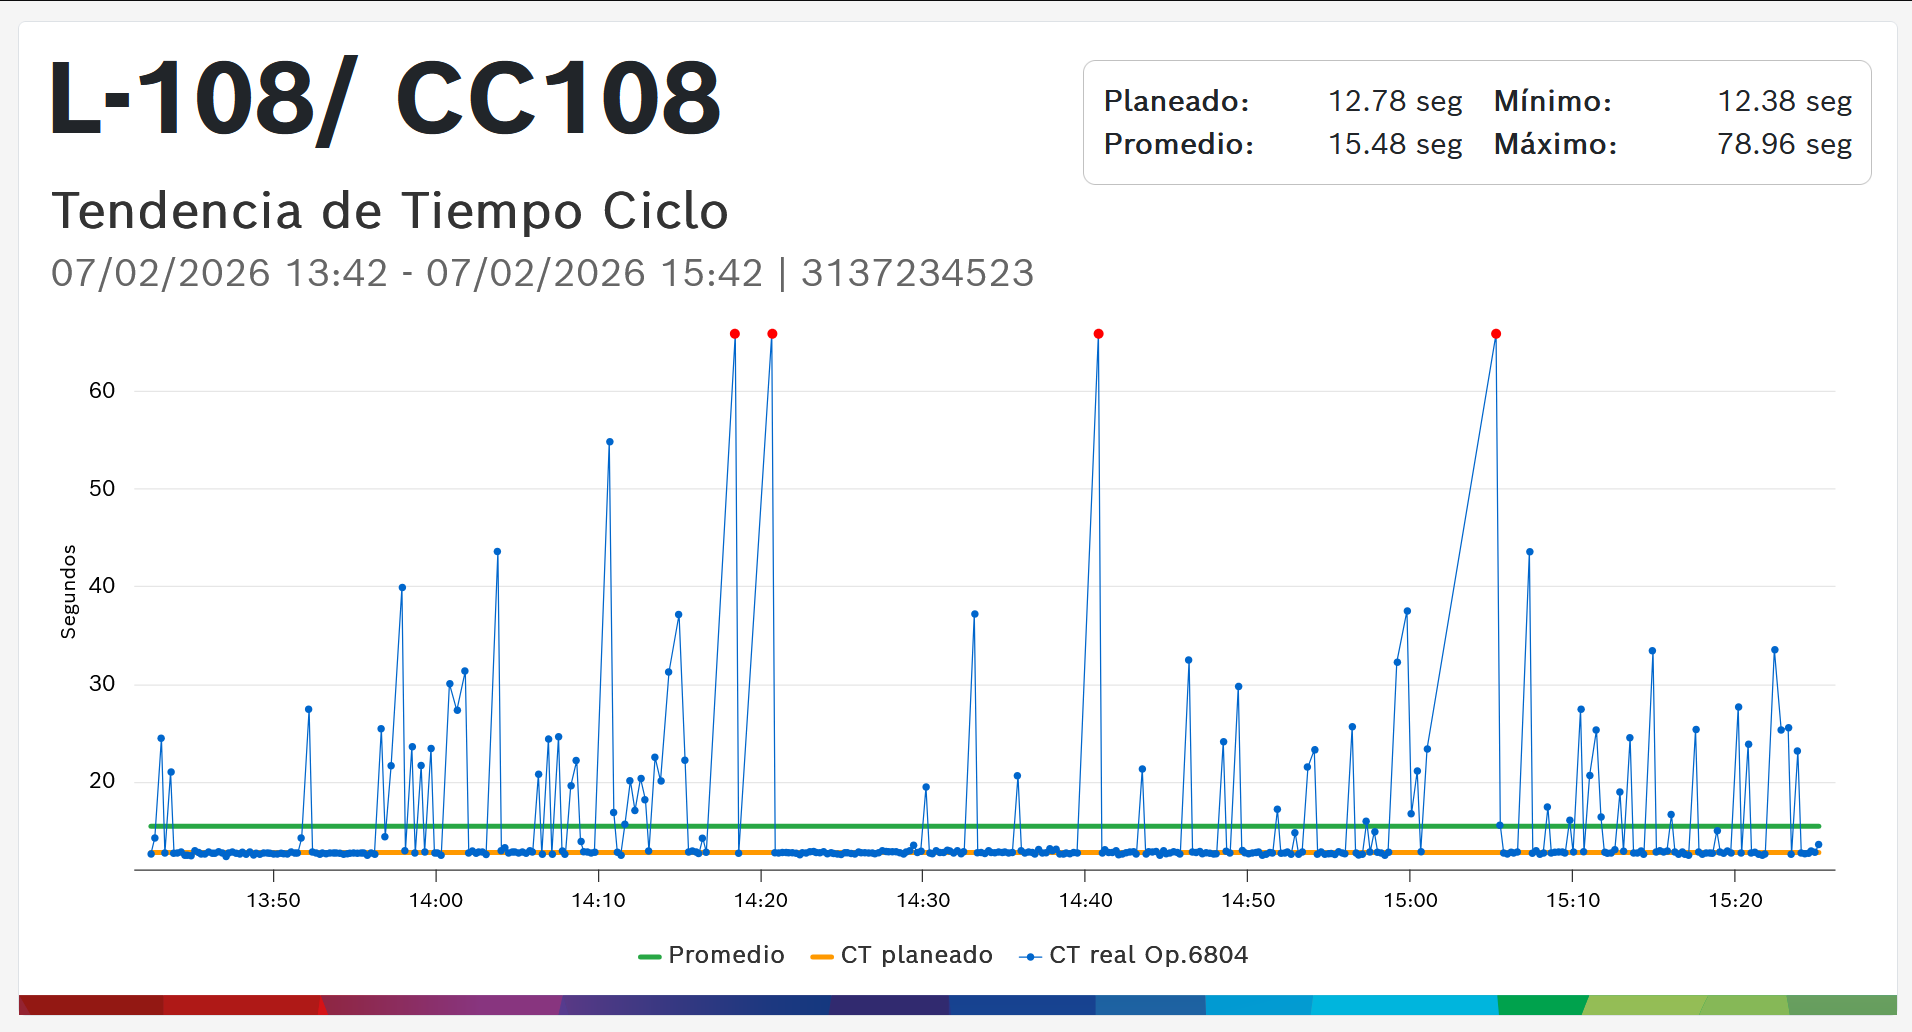 L-108/ CC108
Planeado: 12.78 seg Mínimo: 12.38 seg
Promedio: 15.48 seg Máximo: 78.96 seg
Tendencia de Tiempo Ciclo
07/02/2026 13:42 - 07/02/2026 15:42 | 3137234523
60
50
40
30
20
Segundos
13:50 14:00 14:10 14:20 14:30 14:40 14:50 15:00 15:10 15:20
Promedio CT planeado CT real Op.6804